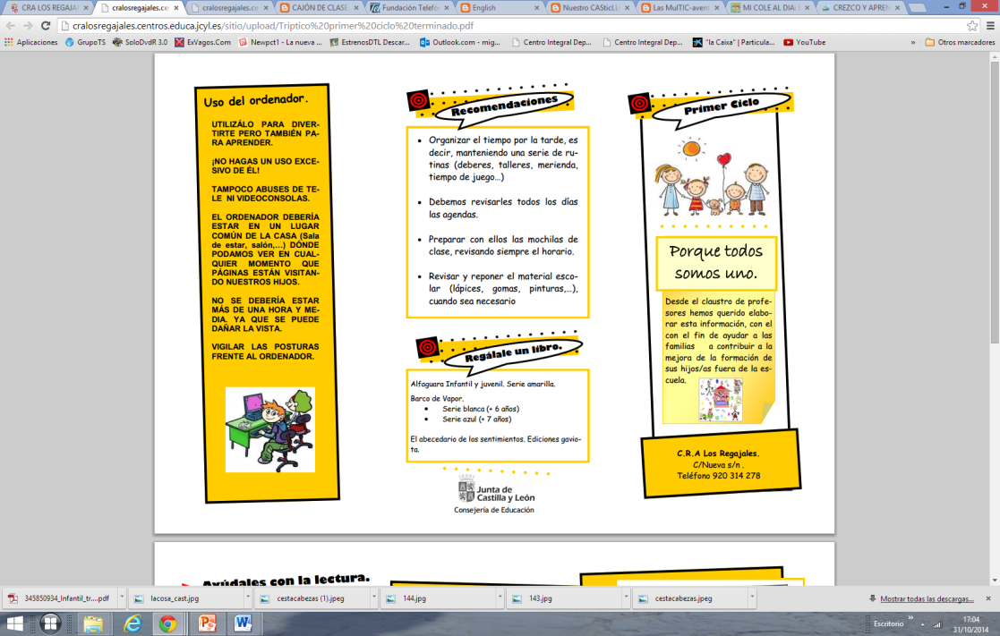 CRA LOS REGAJAL
cralosregajales.ce
cralosregajales.ce
CAJÓN DE CLASE
Fundación Telefó
English
Nuestro CASticLL
Las MulTIC-avent
MI COLE AL DIA:
CREZCO Y APREN
cralosregajales.centros.educa.jcyl.es/sitio/upload/Triptico%20primer%20ciclo%20terminado.pdf
Aplicaciones
GrupoTS
SoloDvdR 3.0
ExVagos.Com
Newpct1 - La nueva ...
EstrenosDTL Descar...
Outlook.com - mig...
Centro Integral Dep...
Centro Integral Dep...
"la Caixa" | Particula...
YouTube
»
Otros marcadores
Uso del ordenador.
UTILIZÁLO PARA DIVER-
TIRTE PERO TAMBIÉN PA-
RA APRENDER.
¡NO HAGAS UN USO EXCE-
SIVO DE ÉL!
TAMPOCO ABUSES DE TE-
LE NI VIDEOCONSOLAS.
EL ORDENADOR DEBERÍA
ESTAR EN UN LUGAR
COMÚN DE LA CASA (Sala
de estar, salón,...) DÓNDE
PODAMOS VER EN CUAL-
QUIER MOMENTO QUE
PÁGINAS ESTÁN VISITAN-
DO NUESTROS HIJOS.
NO SE DEBERÍA ESTAR
MÁS DE UNA HORA Y ME-
DIA. YA QUE SE PUEDE
DAÑAR LA VISTA.
VIGILAR LAS POSTURAS
FRENTE AL ORDENADOR.
Recomendaciones
• Organizar el tiempo por la tarde, es
decir, manteniendo una serie de ru-
tinas (deberes, talleres, merienda,
tiempo de juego...)
• Debemos revisarles todos los días
las agendas.
• Preparar con ellos las mochilas de
clase, revisando siempre el horario.
• Revisar y reponer el material esco-
lar (lápices, gomas, pinturas,...),
cuando sea necesario
Regálale un libro.
Alfaguara Infantil y juvenil. Serie amarilla.
Barco de Vapor.
• Serie blanca (+ 6 años)
• Serie azul (+ 7 años)
El abecedario de los sentimientos. Ediciones gavio-
ta.
Junta de
Castilla y León
Consejería de Educación
Primer Ciclo
Porque todos
somos uno.
Desde el claustro de profe-
sores hemos querido elabo-
rar esta información, con el
con el fin de ayudar a las
familias a contribuir a la
mejora de la formación de
sus hijos/as fuera de la es-
cuela.
C.R.A Los Regajales.
C/Nueva s/n .
Teléfono 920 314 278
Ayúdales con la lectura.
345850934_Infantil_tr....pdf
lacosa_cast.jpg
cestacabezas (1).jpeg
144.jpg
143.jpg
cestacabezas.jpeg
Mostrar todas las descargas...
Escritorio
»
17:04
31/10/2014